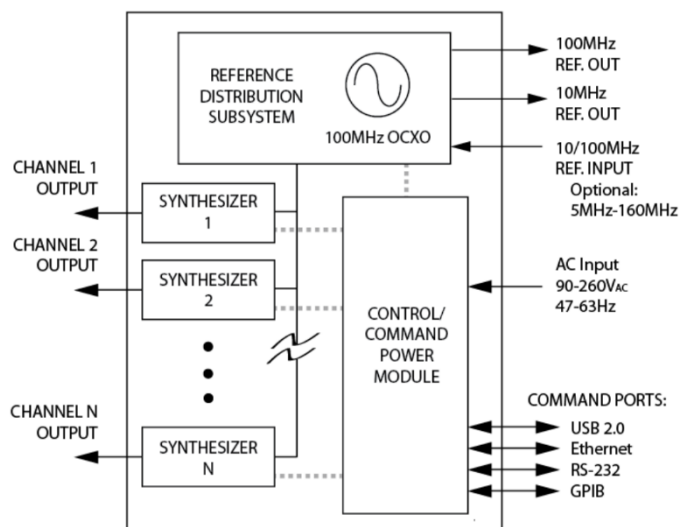 REFERENCE
DISTRIBUTION
SUBSYSTEM
100MHz OCXO
100MHz
REF. OUT
10MHz
REF. OUT
10/100MHz
REF. INPUT
Optional:
5MHz-160MHz
CHANNEL 1
OUTPUT
SYNTHESIZER
1
CHANNEL 2
OUTPUT
SYNTHESIZER
2
CHANNEL N
OUTPUT
SYNTHESIZER
N
CONTROL/
COMMAND
POWER
MODULE
AC Input
90-260VAC
47-63Hz
COMMAND PORTS:
USB 2.0
Ethernet
RS-232
GPIB